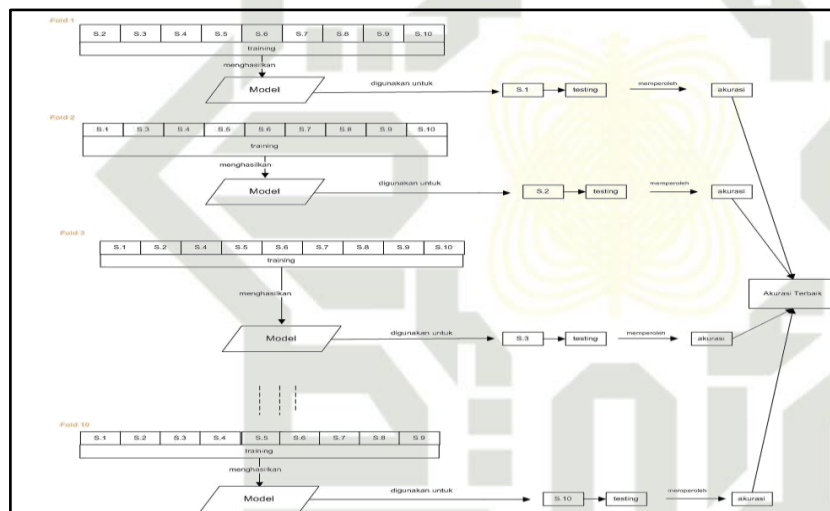 Fold 1
S.2 S.3 S.4 S.5 S.6 S.7 S.8 S.9 S.10
training
menghasilkan
Model digunakan untuk S.1 testing memperoleh akurasi
Fold 2
S.1 S.3 S.4 S.5 S.6 S.7 S.8 S.9 S.10
training
menghasilkan
Model digunakan untuk S.2 testing memperoleh akurasi
Fold 3
S.1 S.2 S.4 S.5 S.6 S.7 S.8 S.9 S.10
training
menghasilkan
Akurasi Terbaik
Model digunakan untuk S.3 testing memperoleh akurasi
Fold 10
S.1 S.2 S.3 S.4 S.5 S.6 S.7 S.8 S.9
training
menghasilkan
Model digunakan untuk S.10 testing memperoleh akurasi